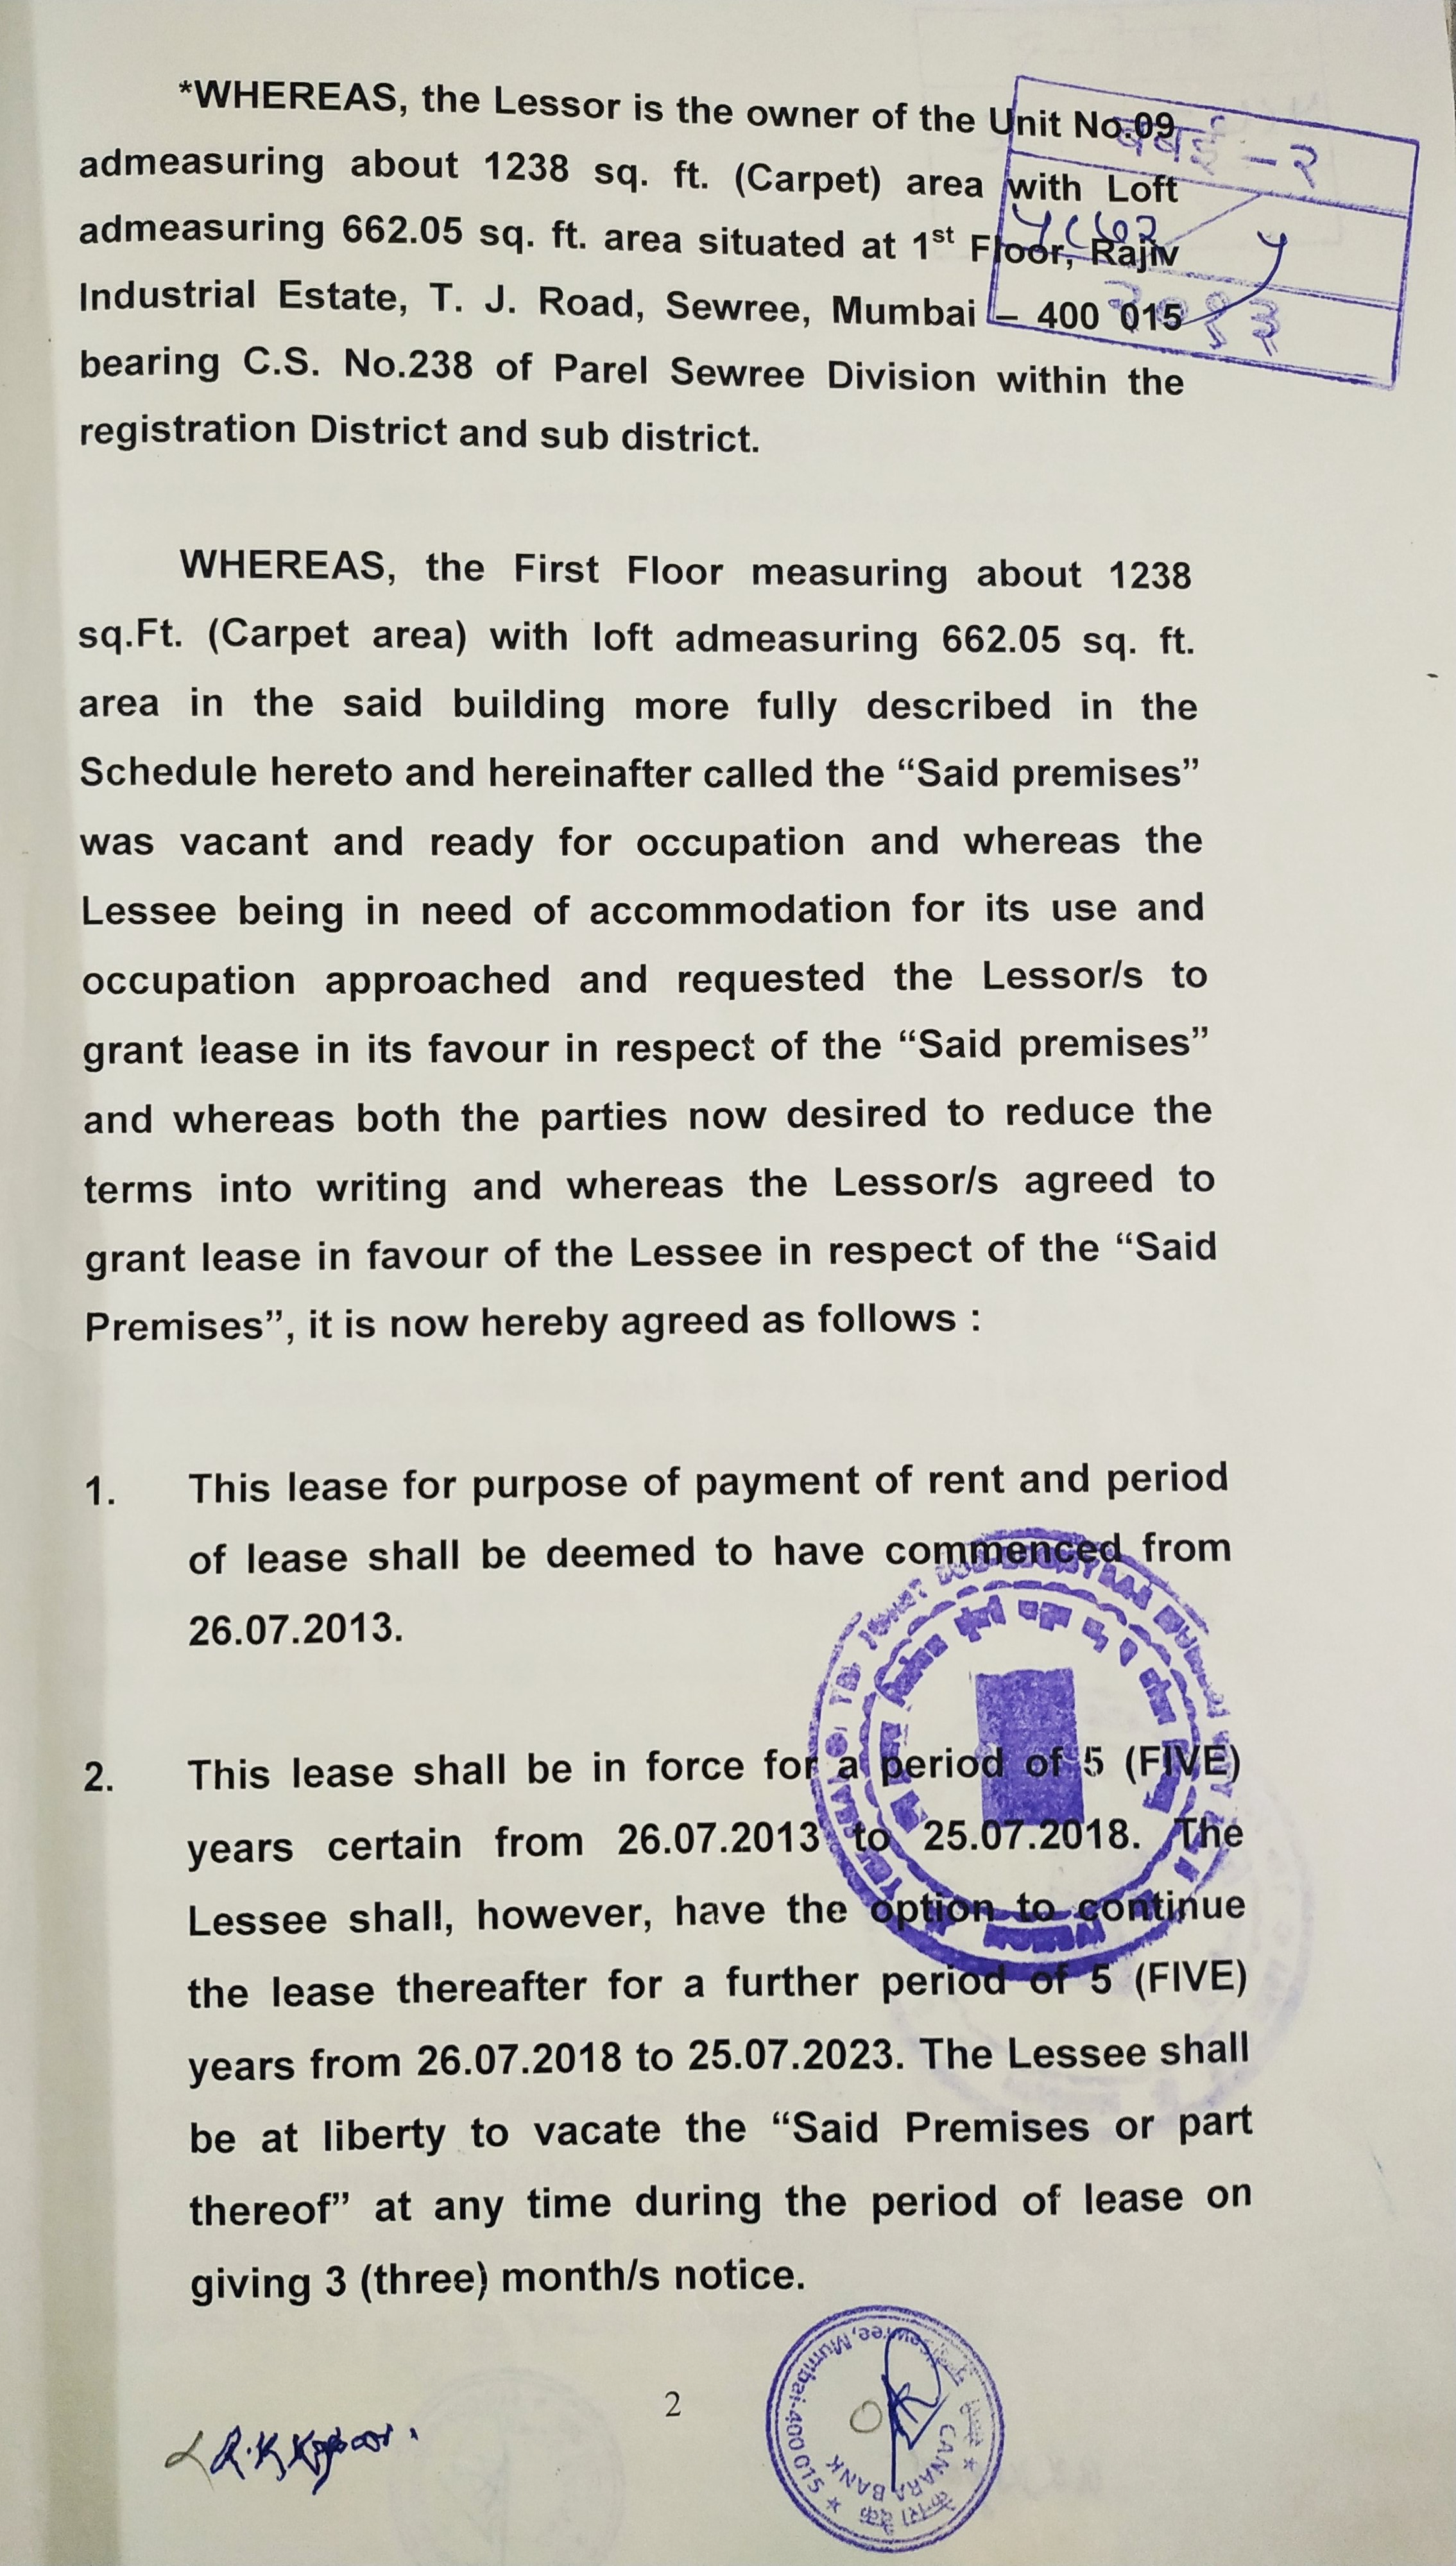 *WHEREAS, the Lessor is the owner of the Unit No.09
admeasuring about 1238 sq. ft. (Carpet) area with Loft
admeasuring 662.05 sq. ft. area situated at 1st Floor, Rajiv
Industrial Estate, T. J. Road, Sewree, Mumbai – 400 015
bearing C.S. No.238 of Parel Sewree Division within the
registration District and sub district.
बबई - २
२०१३
WHEREAS, the First Floor measuring about 1238
sq.Ft. (Carpet area) with loft admeasuring 662.05 sq. ft.
area in the said building more fully described in the
Schedule hereto and hereinafter called the “Said premises”
was vacant and ready for occupation and whereas the
Lessee being in need of accommodation for its use and
occupation approached and requested the Lessor/s to
grant lease in its favour in respect of the “Said premises”
and whereas both the parties now desired to reduce the
terms into writing and whereas the Lessor/s agreed to
grant lease in favour of the Lessee in respect of the “Said
Premises”, it is now hereby agreed as follows :
1. This lease for purpose of payment of rent and period
of lease shall be deemed to have commenced from
26.07.2013.
2. This lease shall be in force for a period of 5 (FIVE)
years certain from 26.07.2013 to 25.07.2018. The
Lessee shall, however, have the option to continue
the lease thereafter for a further period of 5 (FIVE)
years from 26.07.2018 to 25.07.2023. The Lessee shall
be at liberty to vacate the “Said Premises or part
thereof” at any time during the period of lease on
giving 3 (three) month/s notice.
2
R.K Kapoor.
Sewree, Mumbai-400 015
CANARA BANK